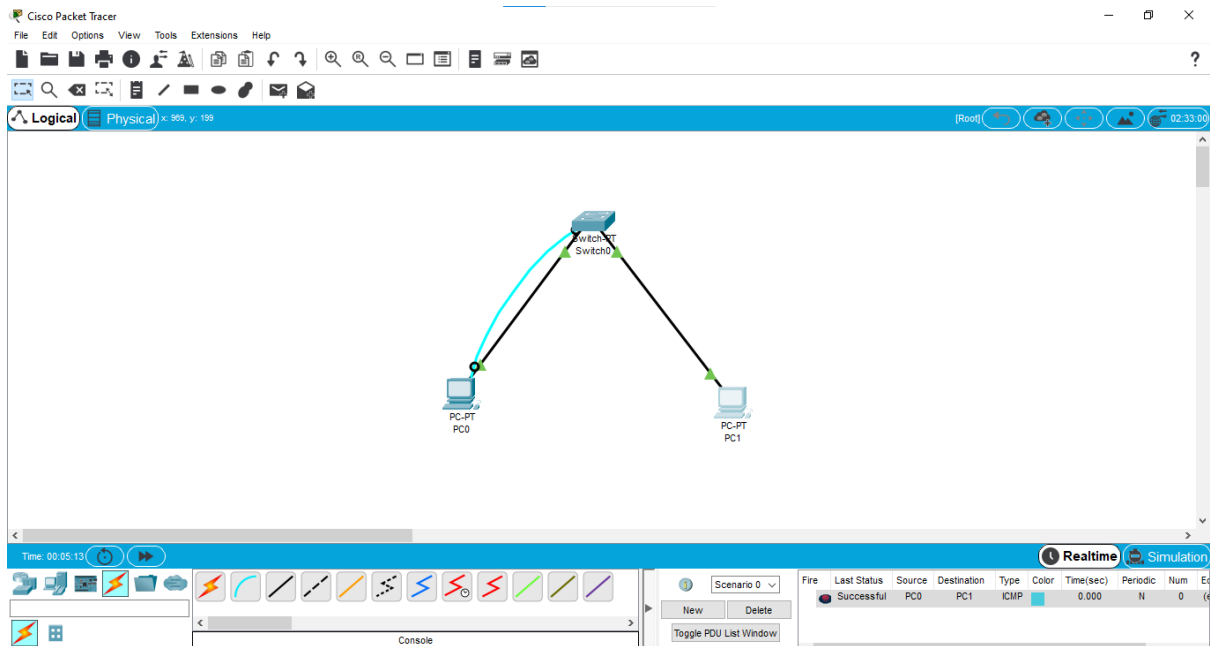 Cisco Packet Tracer
File Edit Options View Tools Extensions Help
?
Logical Physical x: 969, y: 199 [Root] 02:33:00
Switch-PT
Switch0
PC-PT
PC0
PC-PT
PC1
Time: 00:05:13 Realtime Simulation
Scenario 0
New Delete
Toggle PDU List Window
Fire Last Status Source Destination Type Color Time(sec) Periodic Num
Successful PC0 PC1 ICMP 0.000 N 0
Console